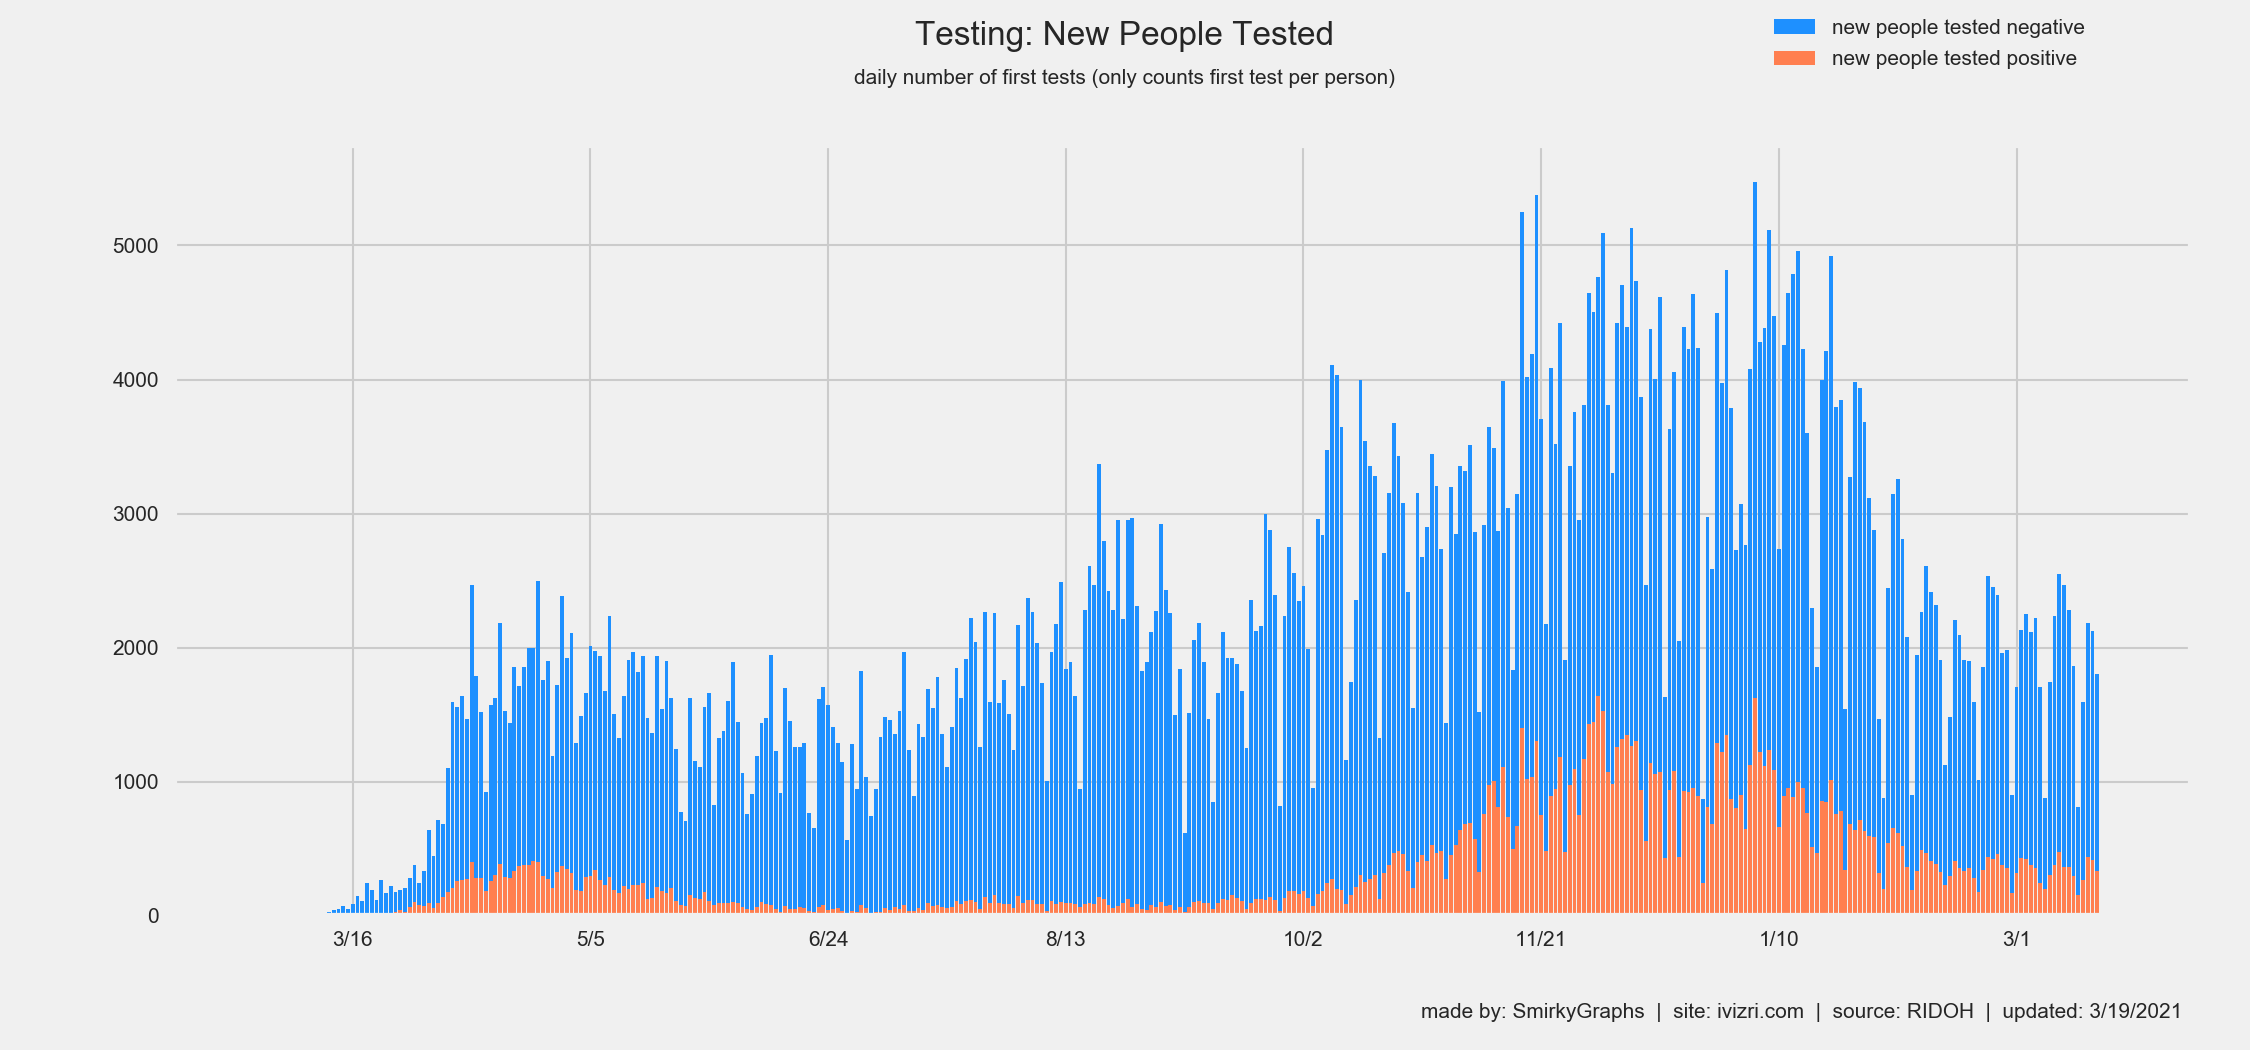 Testing: New People Tested
daily number of first tests (only counts first test per person)
new people tested negative
new people tested positive
5000
4000
3000
2000
1000
0
3/16 5/5 6/24 8/13 10/2 11/21 1/10 3/1
made by: SmirkyGraphs | site: ivizri.com | source: RIDOH | updated: 3/19/2021